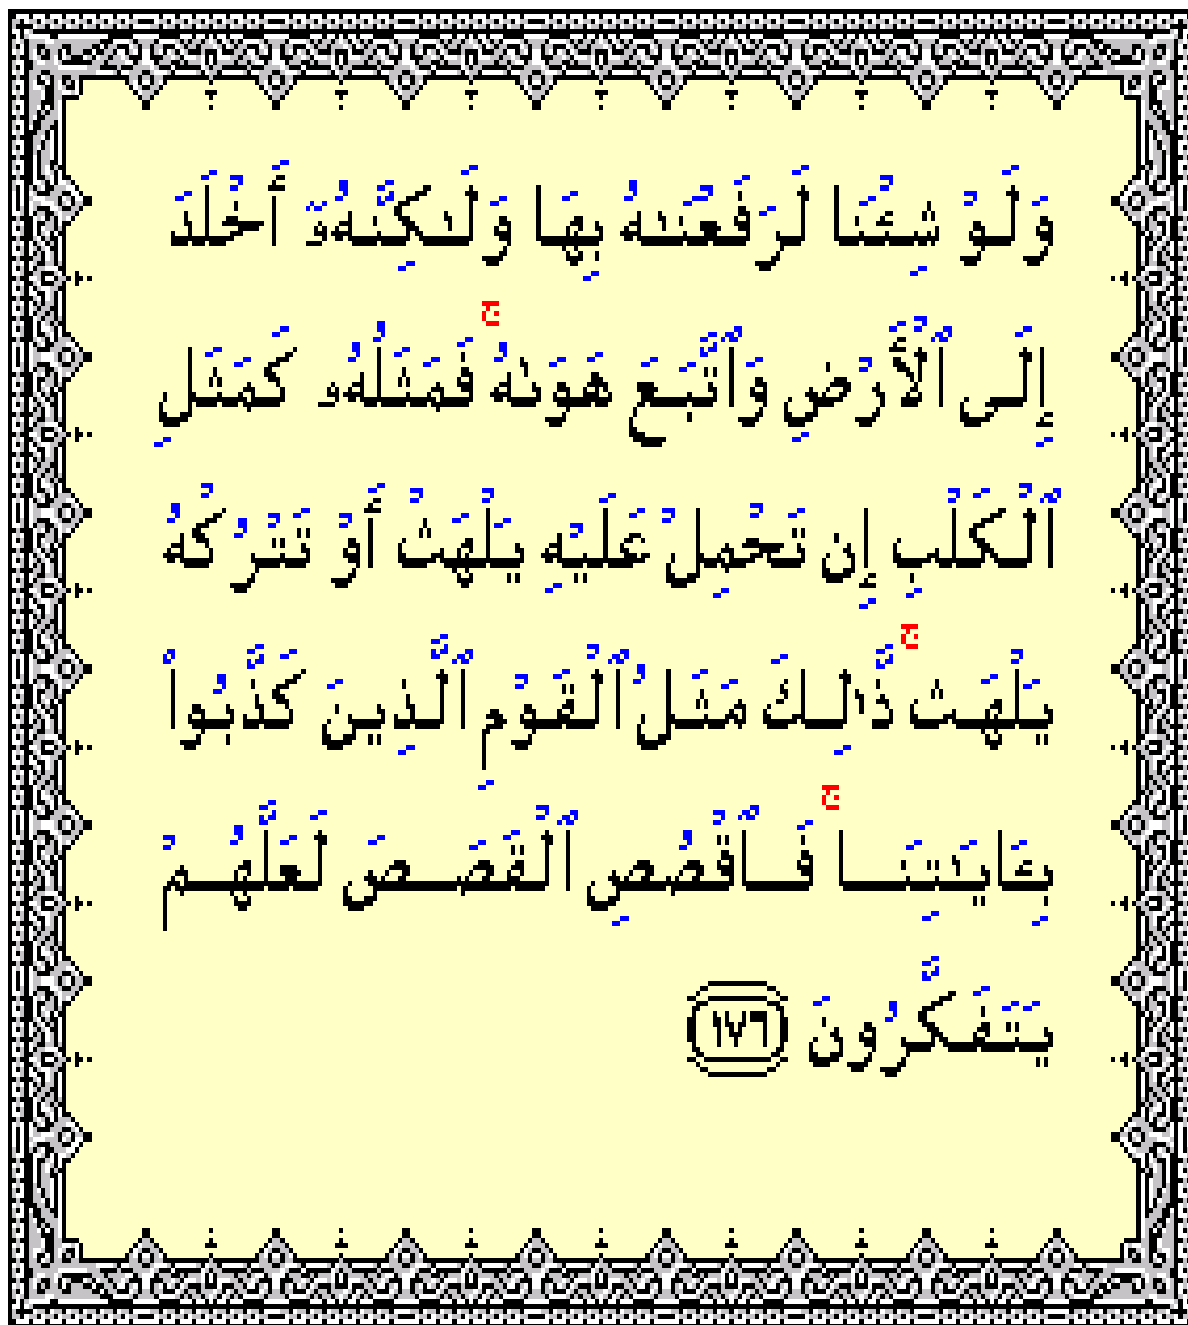 وَلَوْ شِئْنَا لَرَفَعْنَـٰهُ بِهَا وَلَـٰكِنَّهُۥٓ أَخْلَدَ
إِلَى ٱلْأَرْضِ وَٱتَّبَعَ هَوَىٰهُ ۚ فَمَثَلُهُۥ كَمَثَلِ
ٱلْكَلْبِ إِن تَحْمِلْ عَلَيْهِ يَلْهَثْ أَوْ تَتْرُكْهُ
يَلْهَث ۚ ذَّٰلِكَ مَثَلُ ٱلْقَوْمِ ٱلَّذِينَ كَذَّبُوا۟
بِـَٔايَـٰتِنَا ۚ فَٱقْصُصِ ٱلْقَصَصَ لَعَلَّهُمْ
يَتَفَكَّرُونَ ١٧٦